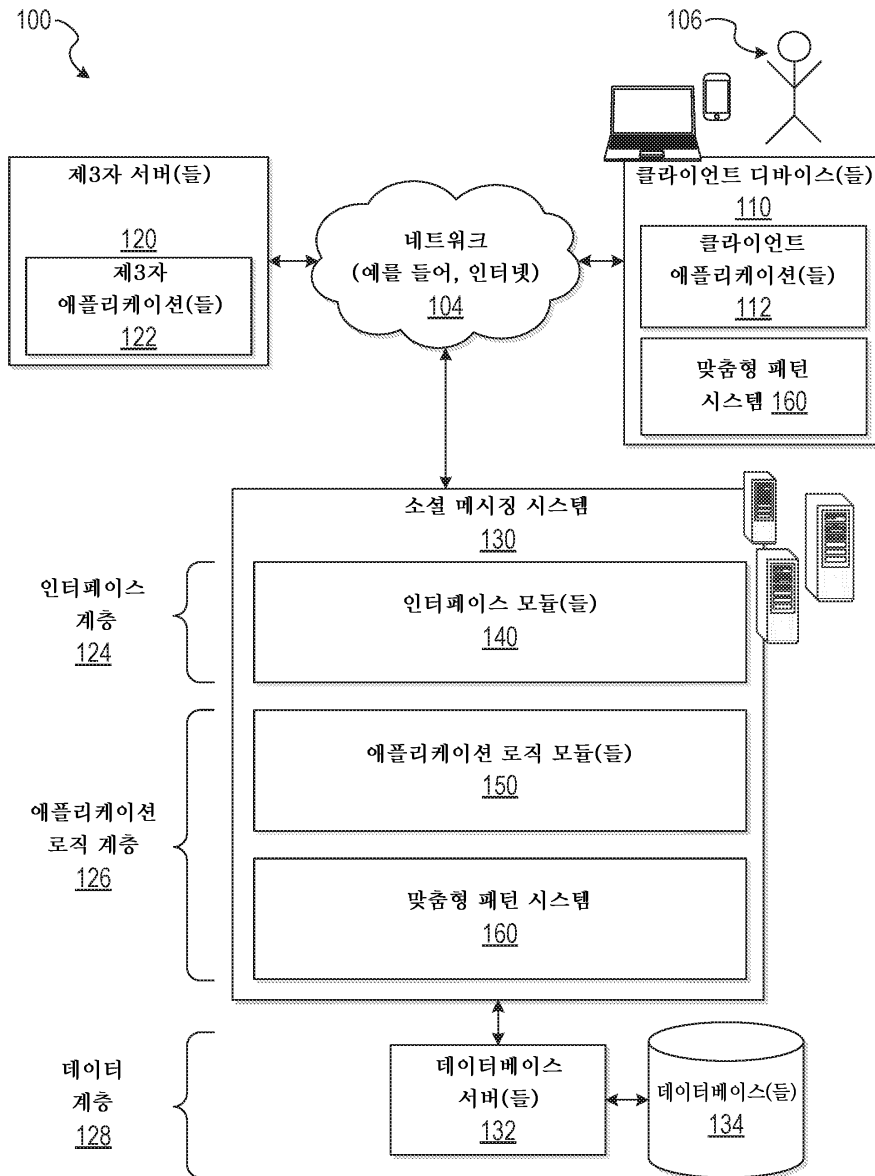 100
106
제3자 서버(들)
120
제3자
애플리케이션(들)
122
네트워크
(예를 들어, 인터넷)
104
클라이언트 디바이스(들)
110
클라이언트
애플리케이션(들)
112
맞춤형 패턴
시스템 160
소셜 메시징 시스템
130
인터페이스
계층
124
인터페이스 모듈(들)
140
애플리케이션
로직 계층
126
애플리케이션 로직 모듈(들)
150
맞춤형 패턴 시스템
160
데이터
계층
128
데이터베이스
서버(들)
132
데이터베이스(들)
134